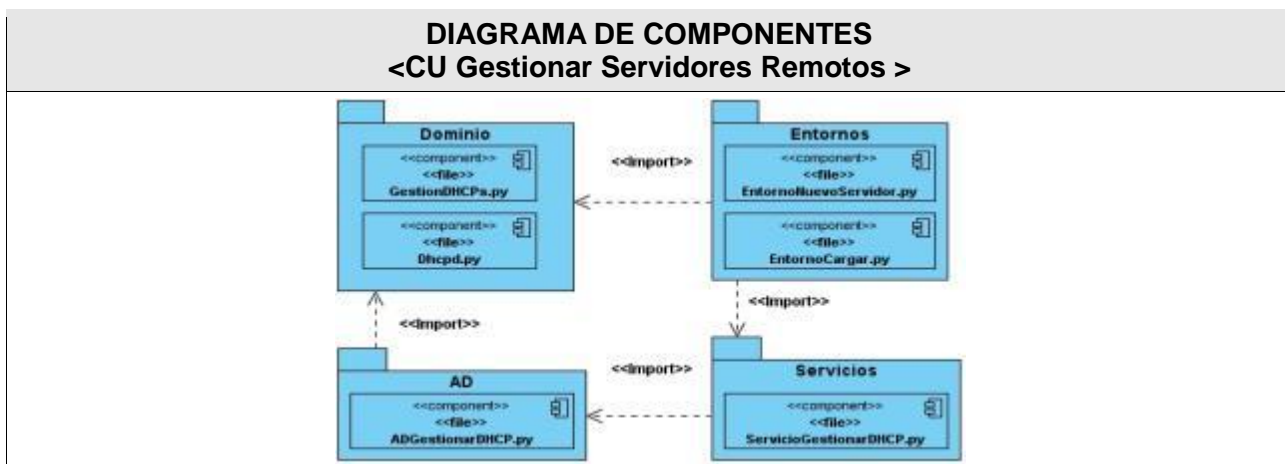 DIAGRAMA DE COMPONENTES
<CU Gestionar Servidores Remotos >
Dominio
<<component>>
<<file>>
GestionDHCPs.py
<<component>>
<<file>>
Dhcpd.py
<<Import>>
Entornos
<<component>>
<<file>>
EntornoNuevoServidor.py
<<component>>
<<file>>
EntornoCargar.py
<<Import>>
<<Import>>
AD
<<component>>
<<file>>
ADGestionarDHCP.py
<<Import>>
Servicios
<<component>>
<<file>>
ServicioGestionarDHCP.py